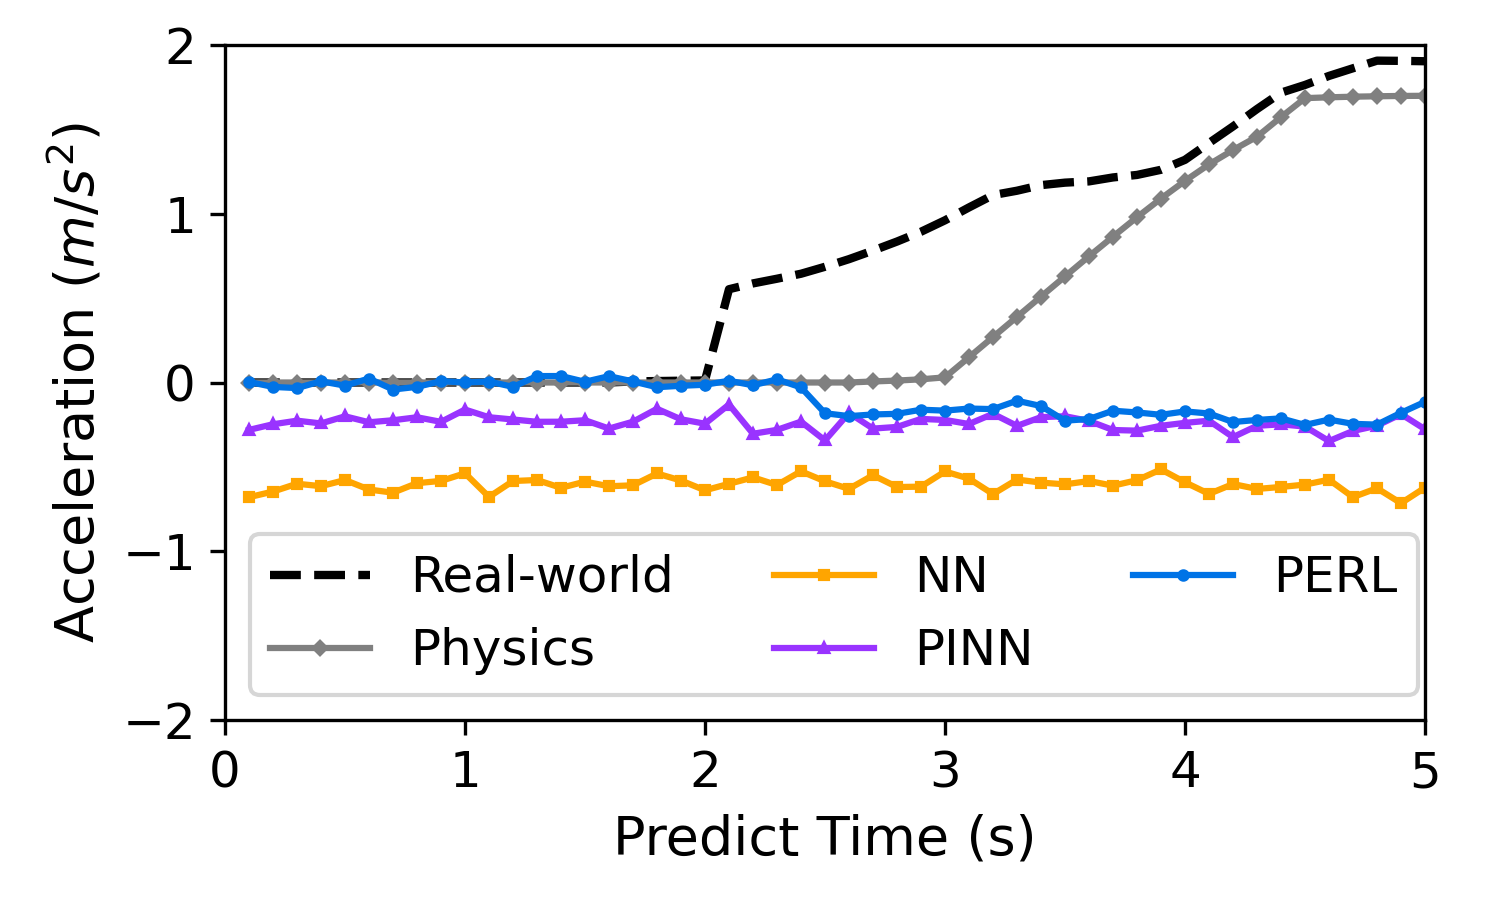 2
1
0
−1
−2
Acceleration (m/s²)
Real-world
Physics
NN
PINN
PERL
0 1 2 3 4 5
Predict Time (s)